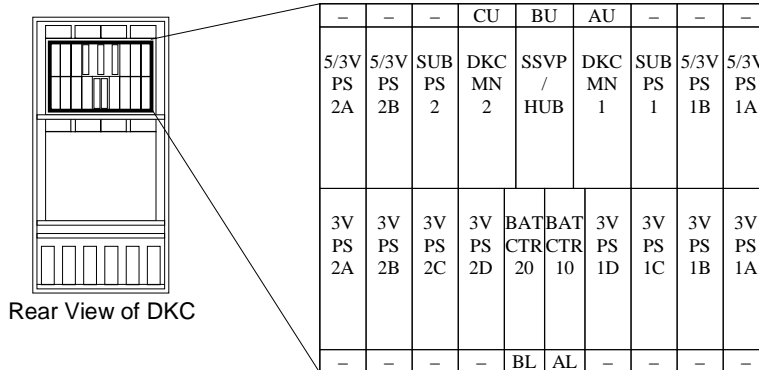 – – – CU BU AU – – –
5/3V 5/3V SUB DKC SSVP DKC SUB 5/3V 5/3V
PS PS PS MN / MN PS PS PS
2A 2B 2 2 HUB 1 1 1B 1A
3V 3V 3V 3V BAT BAT 3V 3V 3V 3V
PS PS PS PS CTR CTR PS PS PS PS
2A 2B 2C 2D 20 10 1D 1C 1B 1A
– – – – BL AL – – – –
Rear View of DKC